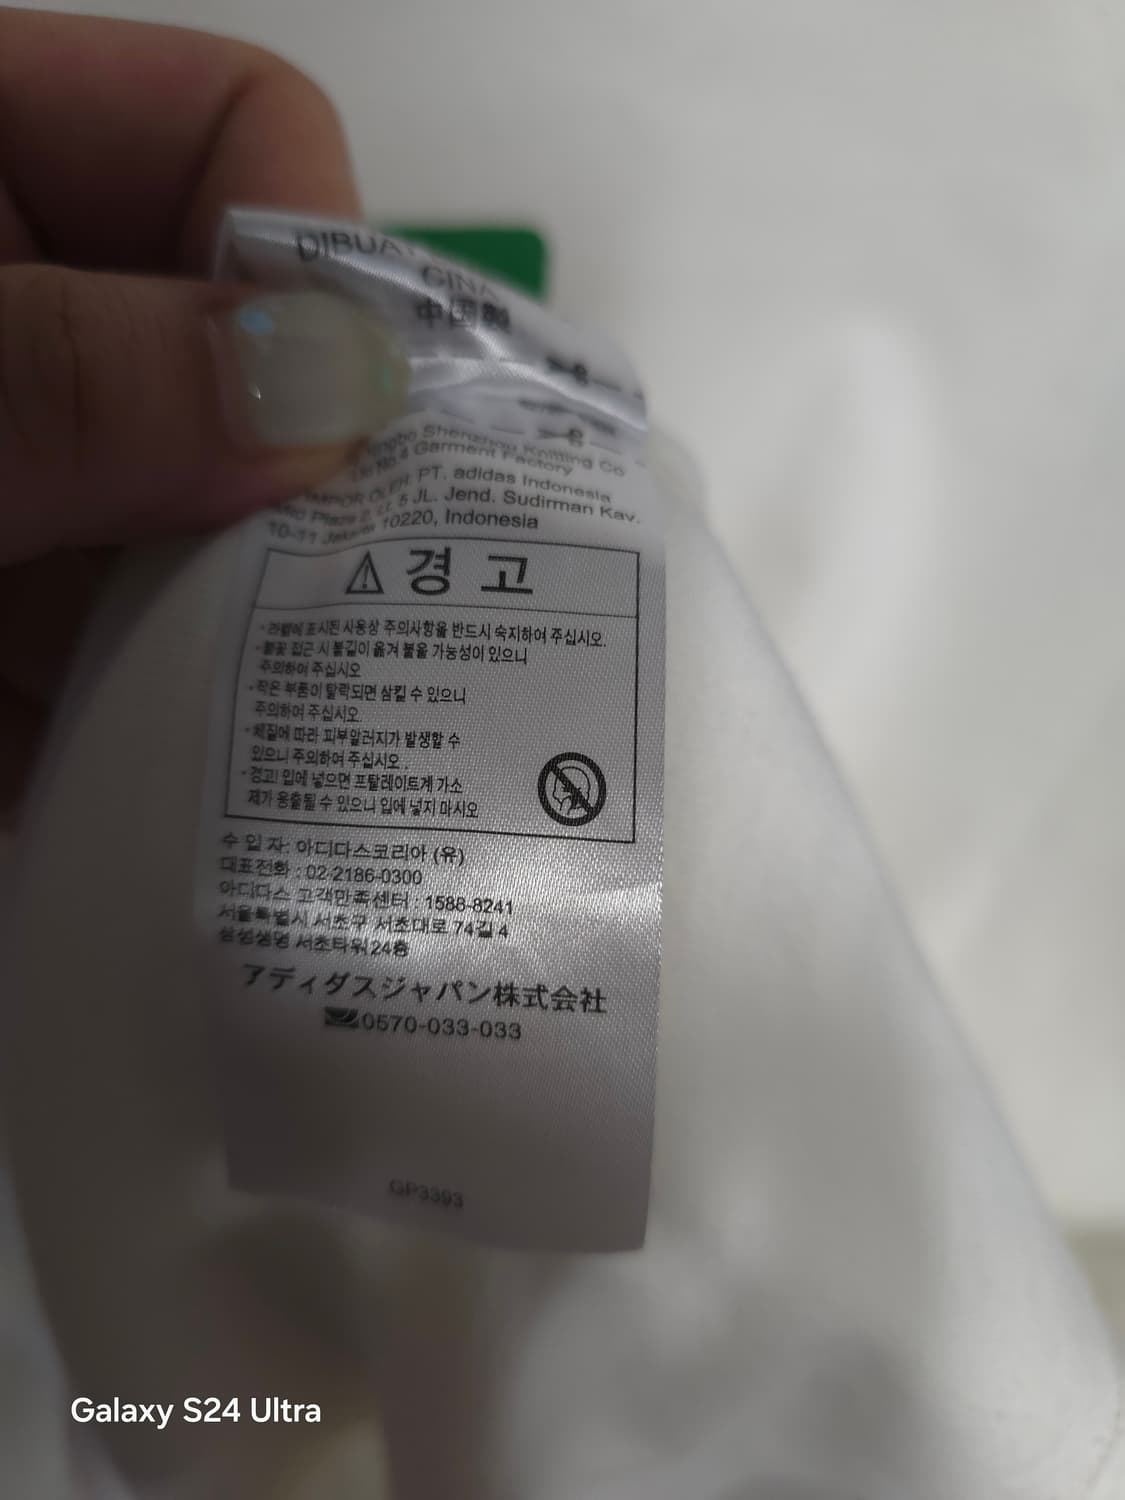 DIBUAT
CINA
中国製
Ningbo Shenzhou Knitting Co
No.4 Garment Factory
IMPOR OLEH: PT. adidas Indonesia
Plaza 2, Lt. 5 JL. Jend. Sudirman Kav.
10-11 Jakarta 10220, Indonesia
경 고
• 라벨에 표시된 사용상 주의사항을 반드시 숙지하여 주십시오.
• 불꽃 접근 시 불길이 옮겨 붙을 가능성이 있으니
주의하여 주십시오
• 작은 부품이 탈락되면 삼킬 수 있으니
주의하여 주십시오.
• 체질에 따라 피부알러지가 발생할 수
있으니 주의하여 주십시오.
• 경고! 입에 넣으면 프탈레이트계 가소
제가 용출될 수 있으니 입에 넣지 마시오
수 입 자: 아디다스코리아 (유)
대표전화 : 02-2186-0300
아디다스 고객만족센터 : 1588-8241
서울특별시 서초구 서초대로 74길 4
삼성생명 서초타워 24층
アディダスジャパン株式会社
0570-033-033
GP3393
Galaxy S24 Ultra